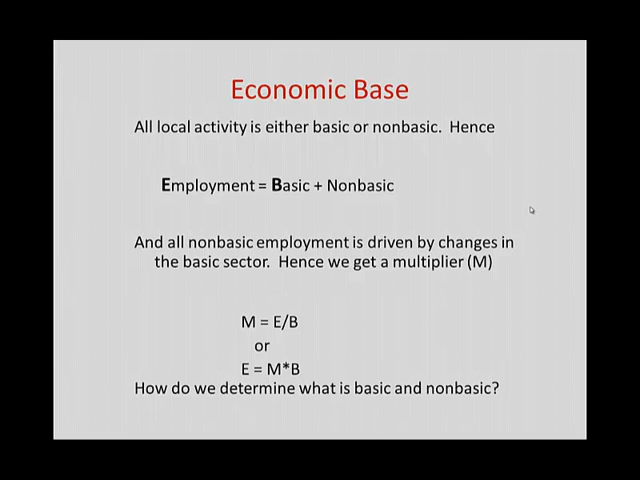 Economic Base
All local activity is either basic or nonbasic.  Hence
Employment = Basic + Nonbasic
And all nonbasic employment is driven by changes in
the basic sector.  Hence we get a multiplier (M)
M = E/B
or
E = M*B
How do we determine what is basic and nonbasic?